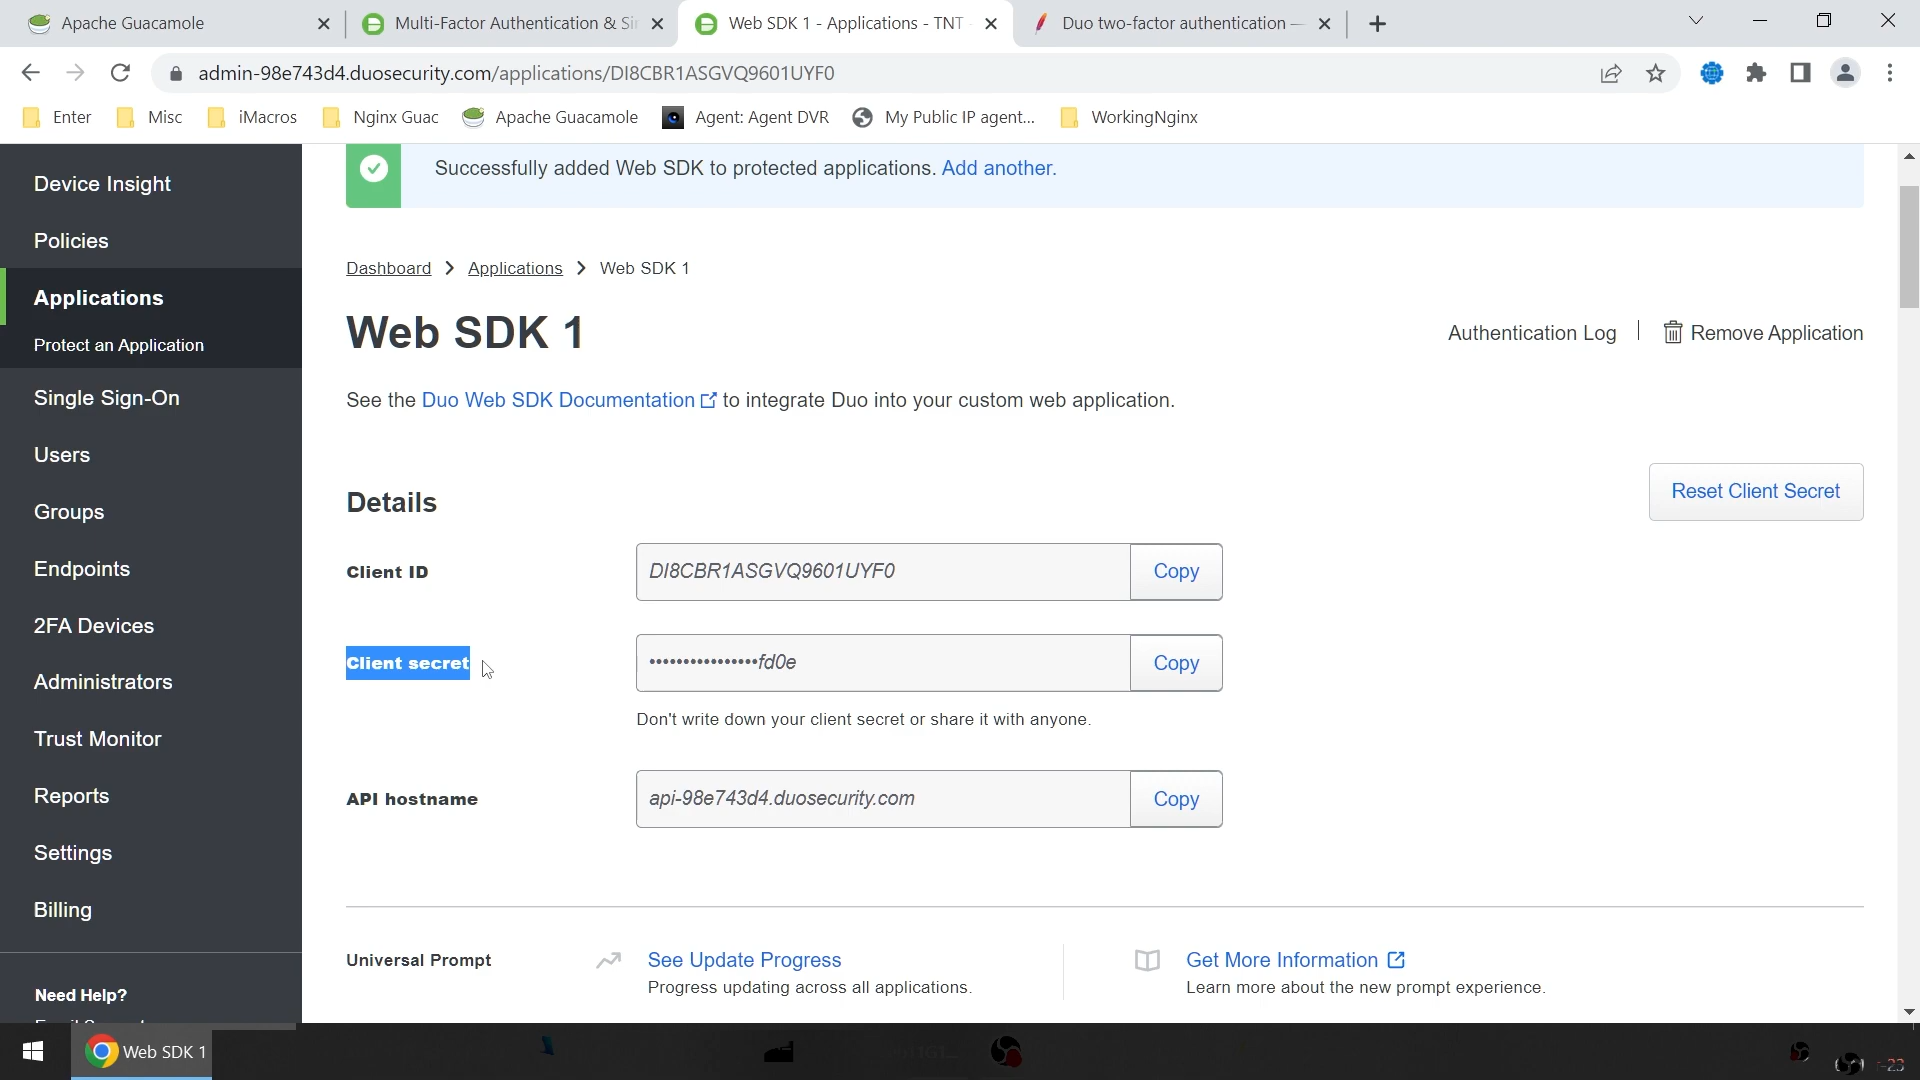 Apache Guacamole
Multi-Factor Authentication & Si
Web SDK 1 - Applications - TNT
Duo two-factor authentication —
admin-98e743d4.duosecurity.com/applications/DI8CBR1ASGVQ9601UYF0
Enter
Misc
iMacros
Nginx Guac
Apache Guacamole
Agent: Agent DVR
My Public IP agent...
WorkingNginx
Device Insight
Policies
Applications
Protect an Application
Single Sign-On
Users
Groups
Endpoints
2FA Devices
Administrators
Trust Monitor
Reports
Settings
Billing
Need Help?
Successfully added Web SDK to protected applications. Add another.
Dashboard > Applications > Web SDK 1
Web SDK 1
Authentication Log
Remove Application
See the Duo Web SDK Documentation to integrate Duo into your custom web application.
Details
Reset Client Secret
Client ID
DI8CBR1ASGVQ9601UYF0
Copy
Client secret
••••••••••••••••fd0e
Copy
Don't write down your client secret or share it with anyone.
API hostname
api-98e743d4.duosecurity.com
Copy
Universal Prompt
See Update Progress
Progress updating across all applications.
Get More Information
Learn more about the new prompt experience.
Web SDK 1